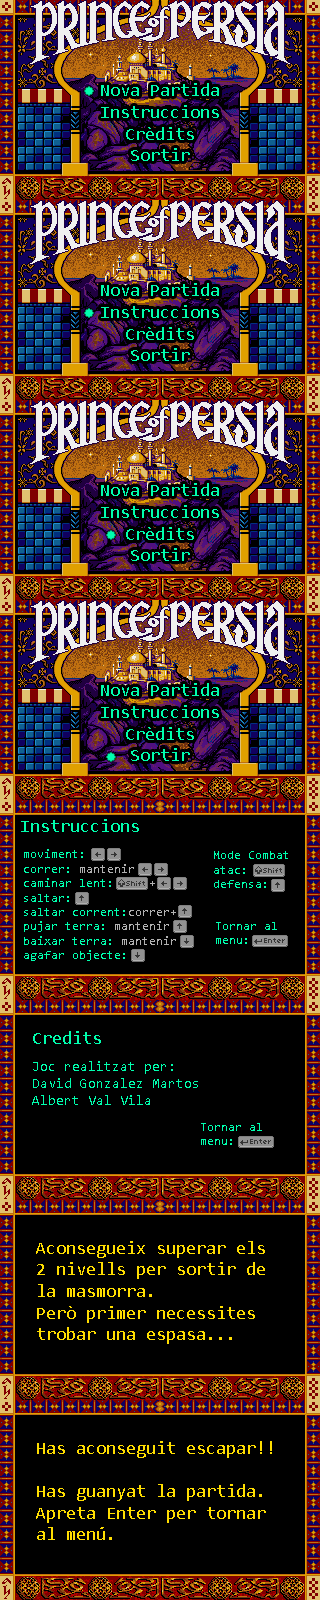 PRINCE of PERSIA
Nova Partida
Instruccions
Crèdits
Sortir
PRINCE of PERSIA
Nova Partida
Instruccions
Crèdits
Sortir
PRINCE of PERSIA
Nova Partida
Instruccions
Crèdits
Sortir
PRINCE of PERSIA
Nova Partida
Instruccions
Crèdits
Sortir
Instruccions
moviment: ← →
correr: mantenir ← →
caminar lent: Shift + ← →
saltar: ↑
saltar corrent:correr+ ↑
pujar terra: mantenir ↑
baixar terra: mantenir ↓
agafar objecte: ↓
Mode Combat
atac: Shift
defensa: ↑
Tornar al
menu: ↵Enter
Credits
Joc realitzat per:
David Gonzalez Martos
Albert Val Vila
Tornar al
menu: ↵Enter
Aconsegueix superar els
2 nivells per sortir de
la masmorra.
Però primer necessites
trobar una espasa...
Has aconseguit escapar!!
Has guanyat la partida.
Apreta Enter per tornar
al menú.